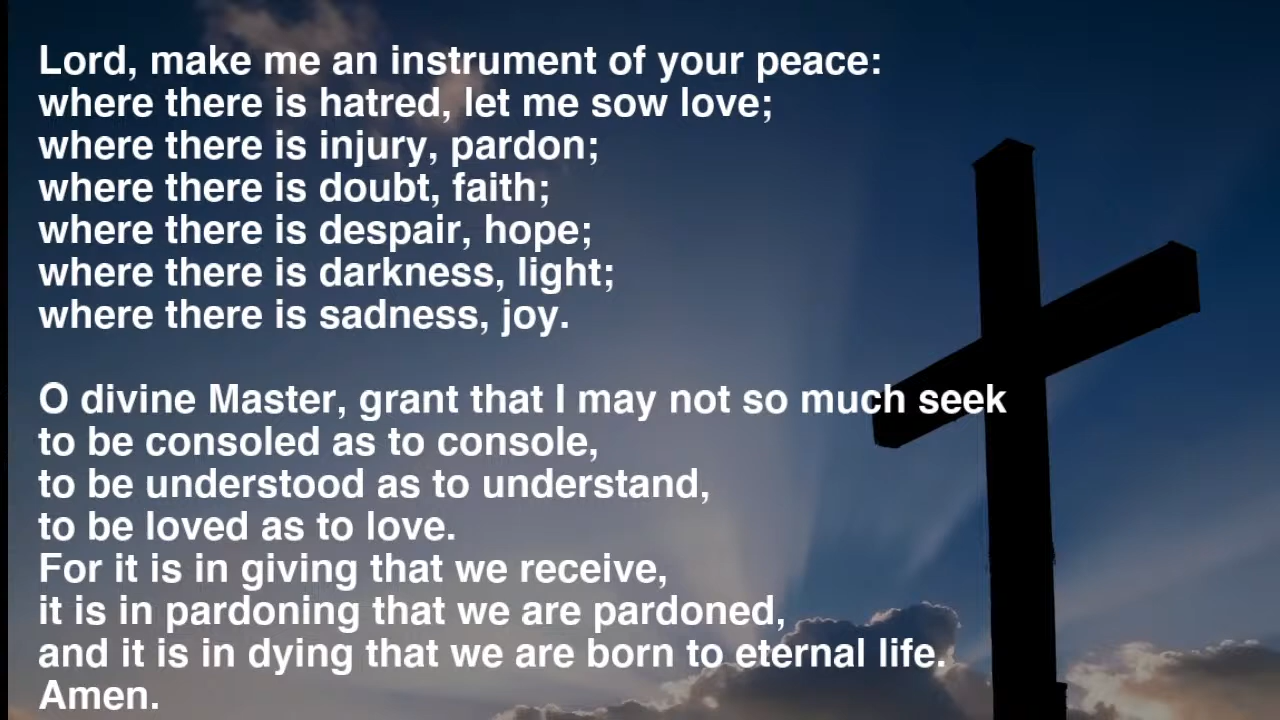 Lord, make me an instrument of your peace:
where there is hatred, let me sow love;
where there is injury, pardon;
where there is doubt, faith;
where there is despair, hope;
where there is darkness, light;
where there is sadness, joy.
O divine Master, grant that I may not so much seek
to be consoled as to console,
to be understood as to understand,
to be loved as to love.
For it is in giving that we receive,
it is in pardoning that we are pardoned,
and it is in dying that we are born to eternal life.
Amen.